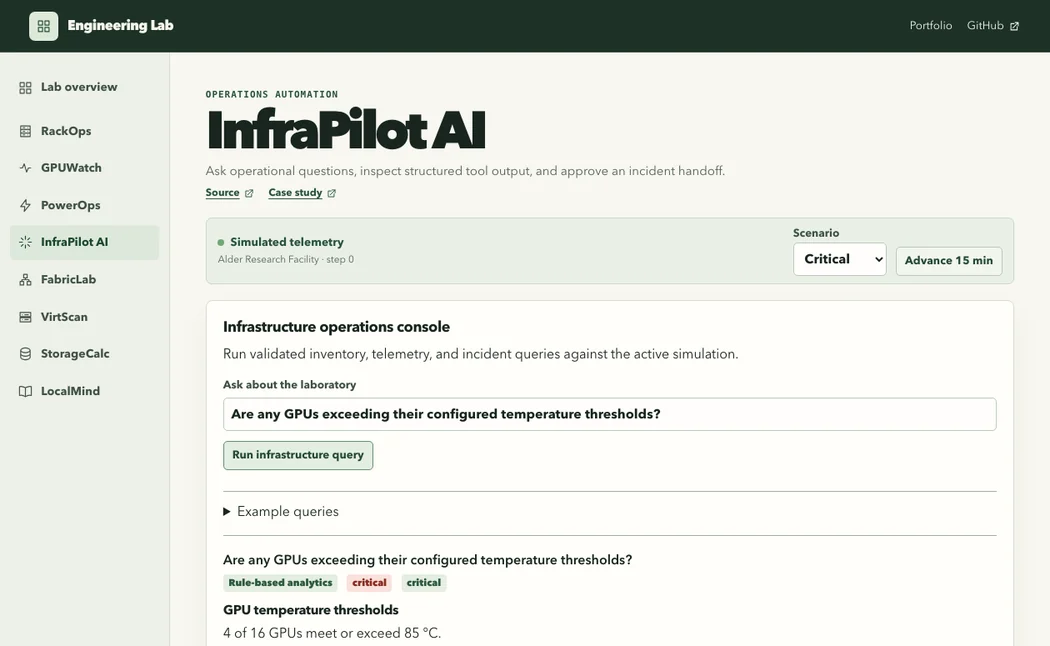 Engineering Lab
Portfolio
GitHub
Lab overview
RackOps
GPUWatch
PowerOps
InfraPilot AI
FabricLab
VirtScan
StorageCalc
LocalMind
OPERATIONS AUTOMATION
InfraPilot AI
Ask operational questions, inspect structured tool output, and approve an incident handoff.
Source
Case study
Simulated telemetry
Alder Research Facility · step 0
Scenario
Critical
Advance 15 min
Infrastructure operations console
Run validated inventory, telemetry, and incident queries against the active simulation.
Ask about the laboratory
Are any GPUs exceeding their configured temperature thresholds?
Run infrastructure query
Example queries
Are any GPUs exceeding their configured temperature thresholds?
Rule-based analytics critical critical
GPU temperature thresholds
4 of 16 GPUs meet or exceed 85 °C.